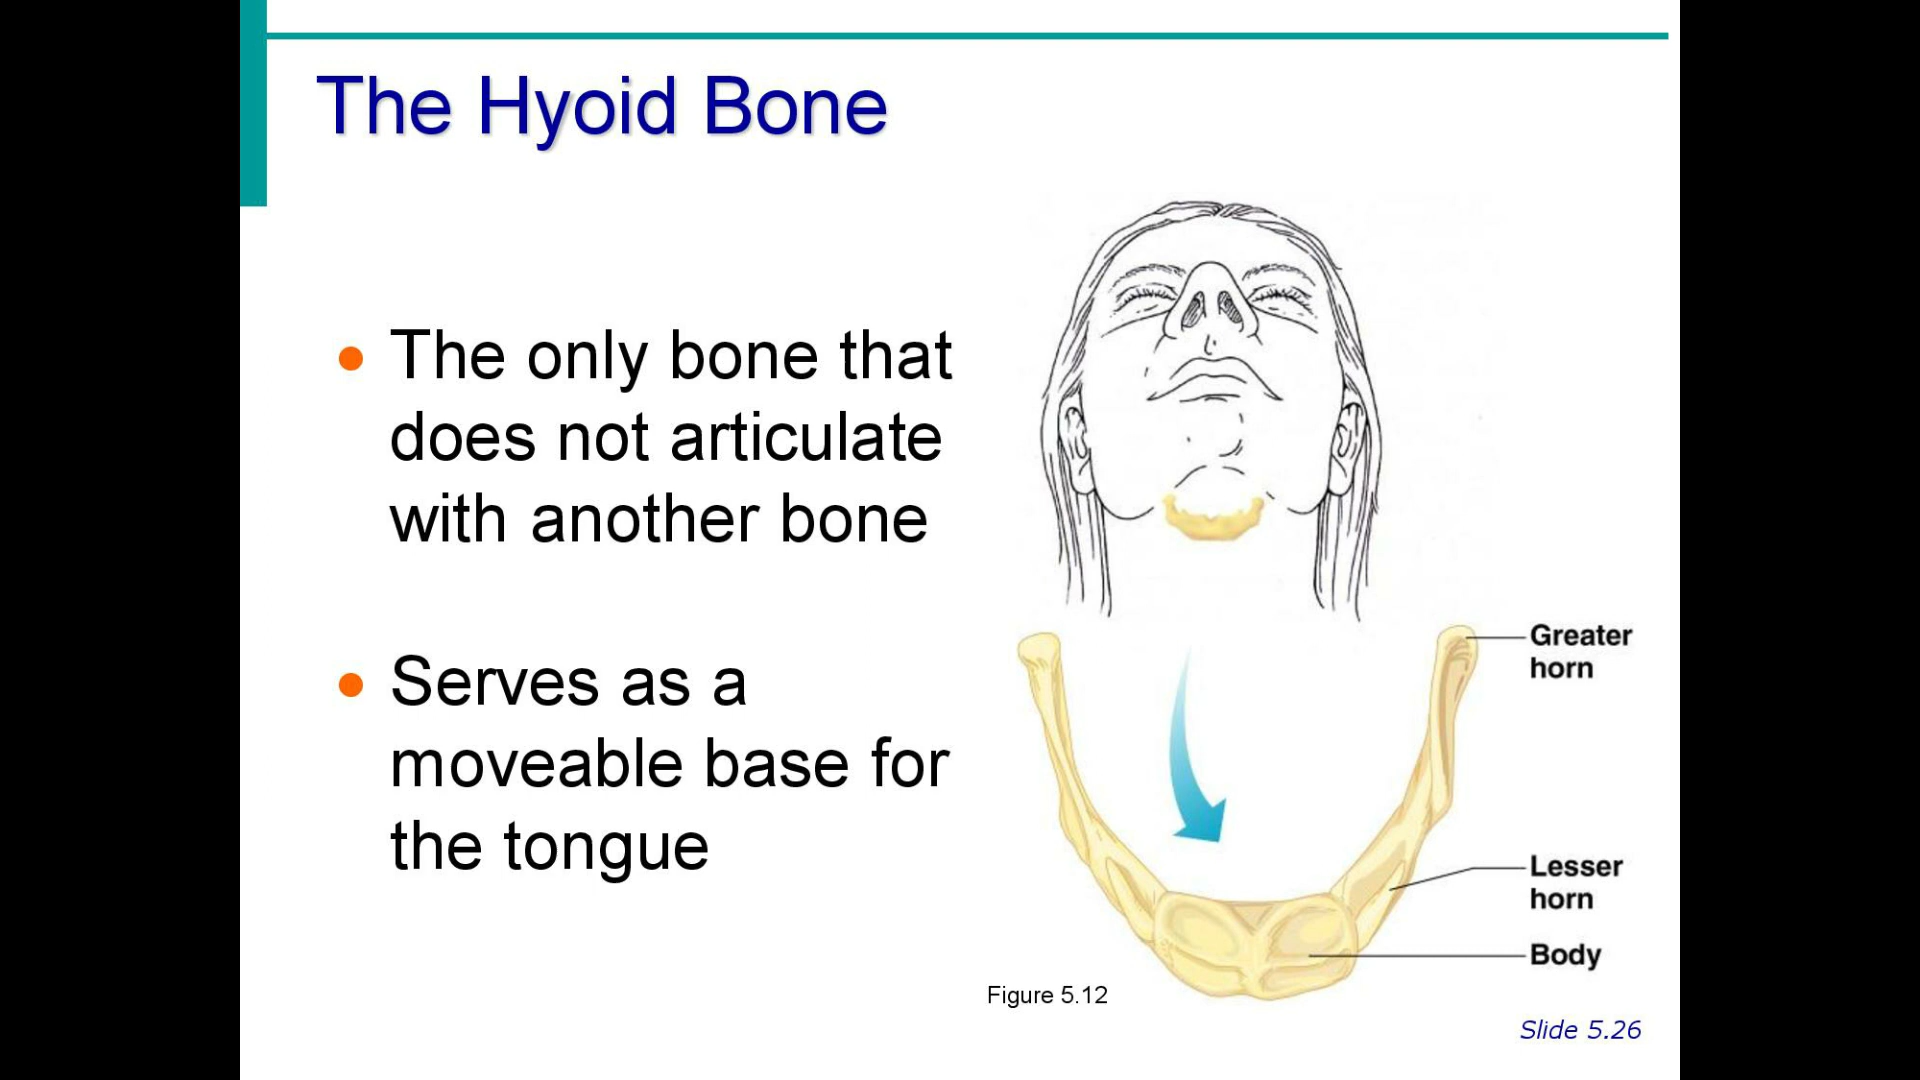 The Hyoid Bone
• The only bone that
does not articulate
with another bone
• Serves as a
moveable base for
the tongue
Greater
horn
Lesser
horn
Body
Figure 5.12
Slide 5.26